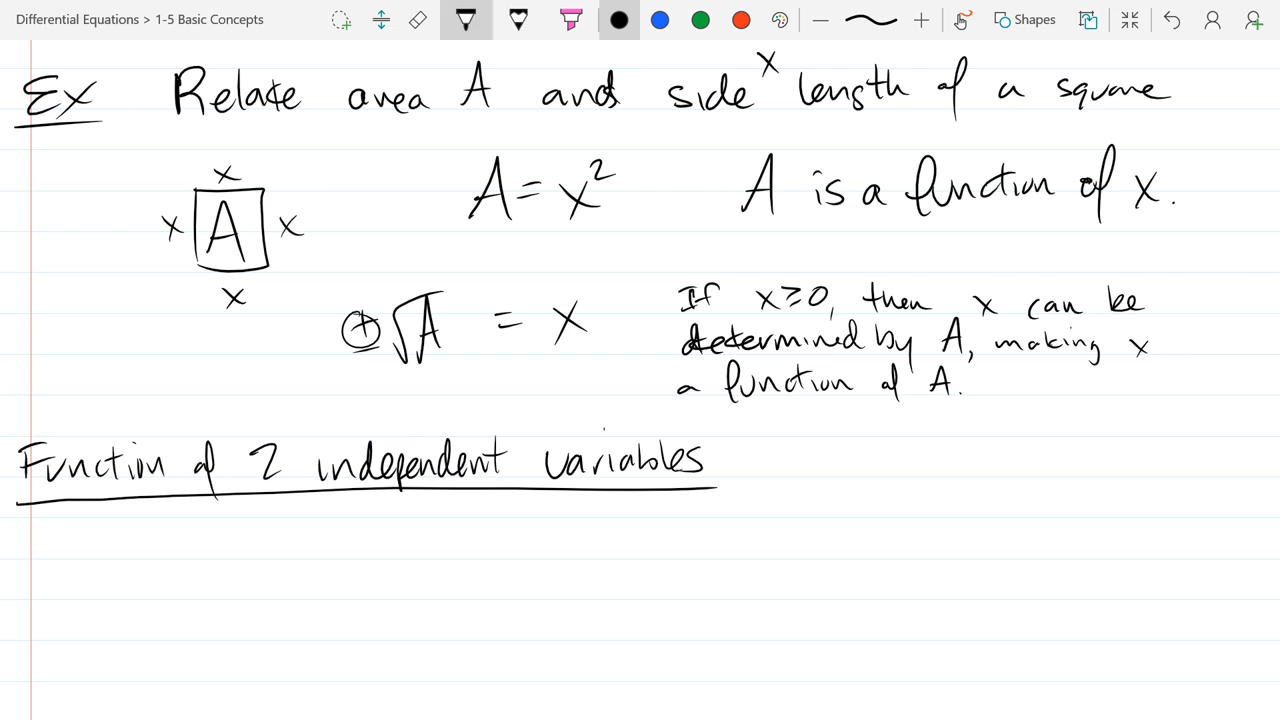 Differential Equations > 1-5 Basic Concepts
Shapes
Ex Relate area A and side x length of a square
x
x A x
x
A = x²
A is a function of x.
±√A = x
If x ≥ 0, then x can be
determined by A, making x
a function of A.
Function of 2 independent variables